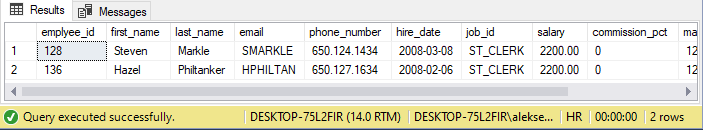 Results Messages
emplyee_id first_name last_name email phone_number hire_date job_id salary commission_pct ma
1 128 Steven Markle SMARKLE 650.124.1434 2008-03-08 ST_CLERK 2200.00 0 12
2 136 Hazel Philtanker HPHILTAN 650.127.1634 2008-02-06 ST_CLERK 2200.00 0 12
Query executed successfully. DESKTOP-75L2FIR (14.0 RTM) DESKTOP-75L2FIR\alekse... HR 00:00:00 2 rows